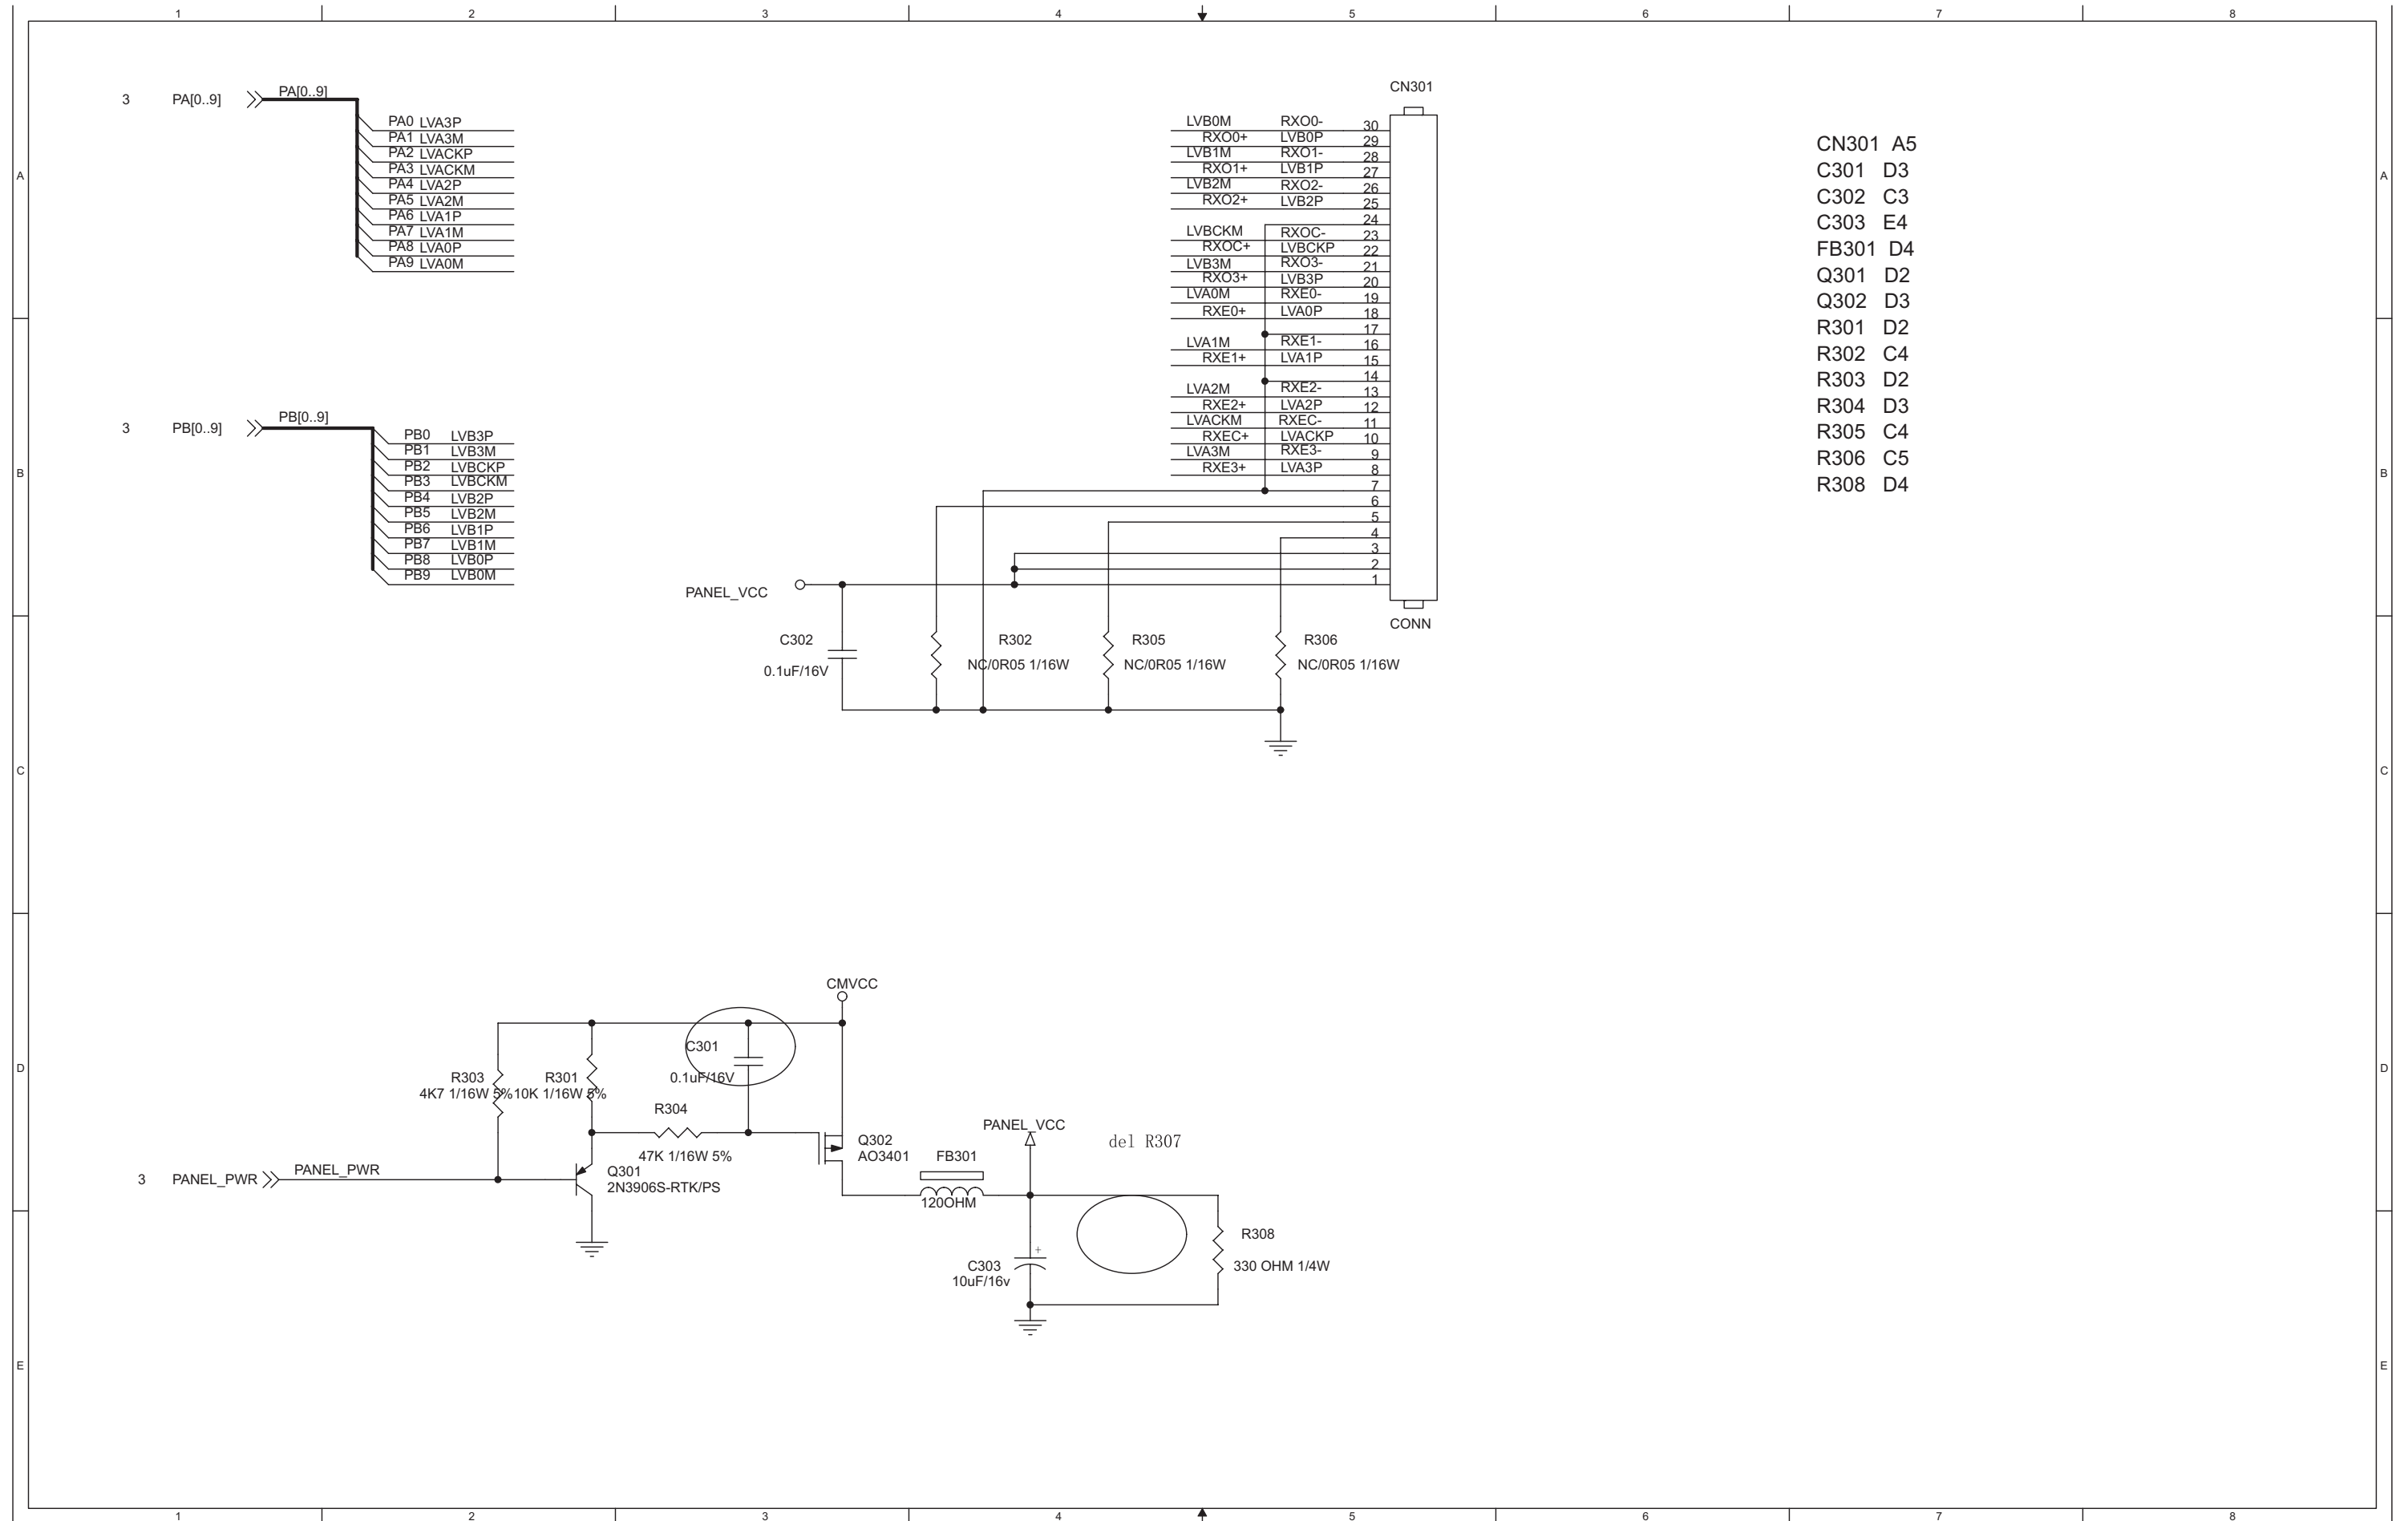 1 2 3 4 5 6 7 8
A A
B B
C C
D D
E E
3 PA[0..9] PA[0..9]
PA0 LVA3P
PA1 LVA3M
PA2 LVACKP
PA3 LVACKM
PA4 LVA2P
PA5 LVA2M
PA6 LVA1P
PA7 LVA1M
PA8 LVA0P
PA9 LVA0M
3 PB[0..9] PB[0..9]
PB0 LVB3P
PB1 LVB3M
PB2 LVBCKP
PB3 LVBCKM
PB4 LVB2P
PB5 LVB2M
PB6 LVB1P
PB7 LVB1M
PB8 LVB0P
PB9 LVB0M
CN301
LVB0M RXO0- 30
RXO0+ LVB0P 29
LVB1M RXO1- 28
RXO1+ LVB1P 27
LVB2M RXO2- 26
RXO2+ LVB2P 25
24
LVBCKM RXOC- 23
RXOC+ LVBCKP 22
LVB3M RXO3- 21
RXO3+ LVB3P 20
LVA0M RXE0- 19
RXE0+ LVA0P 18
17
LVA1M RXE1- 16
RXE1+ LVA1P 15
14
LVA2M RXE2- 13
RXE2+ LVA2P 12
LVACKM RXEC- 11
RXEC+ LVACKP 10
LVA3M RXE3- 9
RXE3+ LVA3P 8
7
6
5
4
3
2
1
CONN
PANEL_VCC
C302
0.1uF/16V
R302
NC/0R05 1/16W
R305
NC/0R05 1/16W
R306
NC/0R05 1/16W
CN301 A5
C301 D3
C302 C3
C303 E4
FB301 D4
Q301 D2
Q302 D3
R301 D2
R302 C4
R303 D2
R304 D3
R305 C4
R306 C5
R308 D4
CMVCC
C301
0.1uF/16V
R303
4K7 1/16W 5%
R301
10K 1/16W 5%
R304
47K 1/16W 5%
Q302
AO3401
3 PANEL_PWR PANEL_PWR
Q301
2N3906S-RTK/PS
FB301
120OHM
PANEL_VCC
del R307
+
C303
10uF/16v
R308
330 OHM 1/4W
1 2 3 4 5 6 7 8